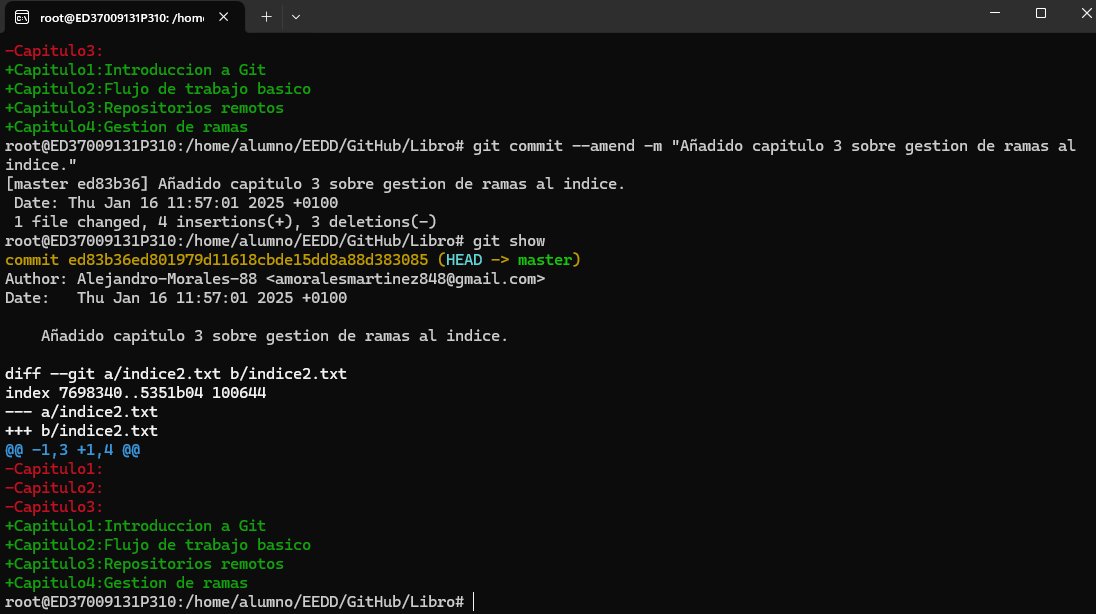 root@ED37009131P310: /hom
-Capitulo3:
+Capitulo1:Introduccion a Git
+Capitulo2:Flujo de trabajo basico
+Capitulo3:Repositorios remotos
+Capitulo4:Gestion de ramas
root@ED37009131P310:/home/alumno/EEDD/GitHub/Libro# git commit --amend -m "Añadido capitulo 3 sobre gestion de ramas al
indice."
[master ed83b36] Añadido capitulo 3 sobre gestion de ramas al indice.
 Date: Thu Jan 16 11:57:01 2025 +0100
 1 file changed, 4 insertions(+), 3 deletions(-)
root@ED37009131P310:/home/alumno/EEDD/GitHub/Libro# git show
commit ed83b36ed801979d11618cbde15dd8a88d383085 (HEAD -> master)
Author: Alejandro-Morales-88 <amoralesmartinez848@gmail.com>
Date:   Thu Jan 16 11:57:01 2025 +0100
    Añadido capitulo 3 sobre gestion de ramas al indice.
diff --git a/indice2.txt b/indice2.txt
index 7698340..5351b04 100644
--- a/indice2.txt
+++ b/indice2.txt
@@ -1,3 +1,4 @@
-Capitulo1:
-Capitulo2:
-Capitulo3:
+Capitulo1:Introduccion a Git
+Capitulo2:Flujo de trabajo basico
+Capitulo3:Repositorios remotos
+Capitulo4:Gestion de ramas
root@ED37009131P310:/home/alumno/EEDD/GitHub/Libro#